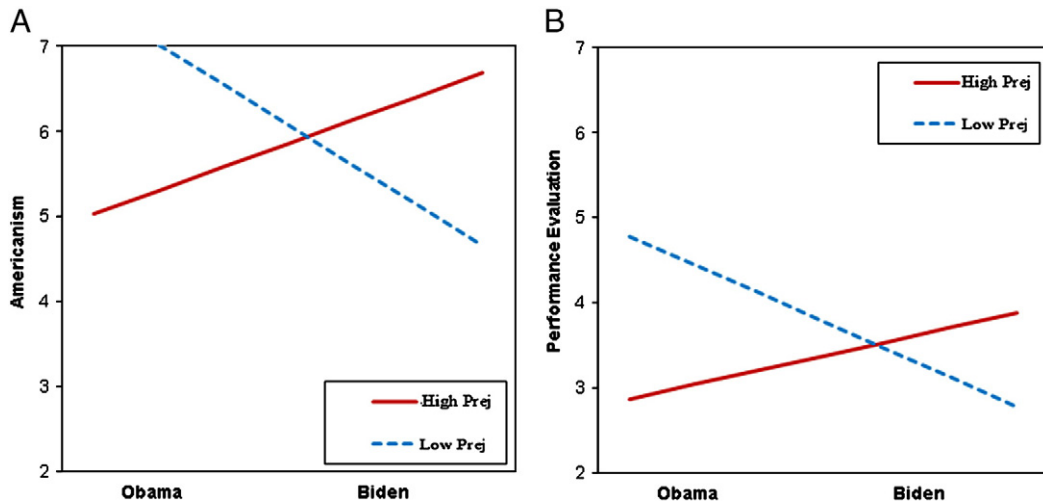 A
7
6
5
4
3
2
Americanism
High Prej
Low Prej
Obama Biden
B
7
6
5
4
3
2
Performance Evaluation
High Prej
Low Prej
Obama Biden